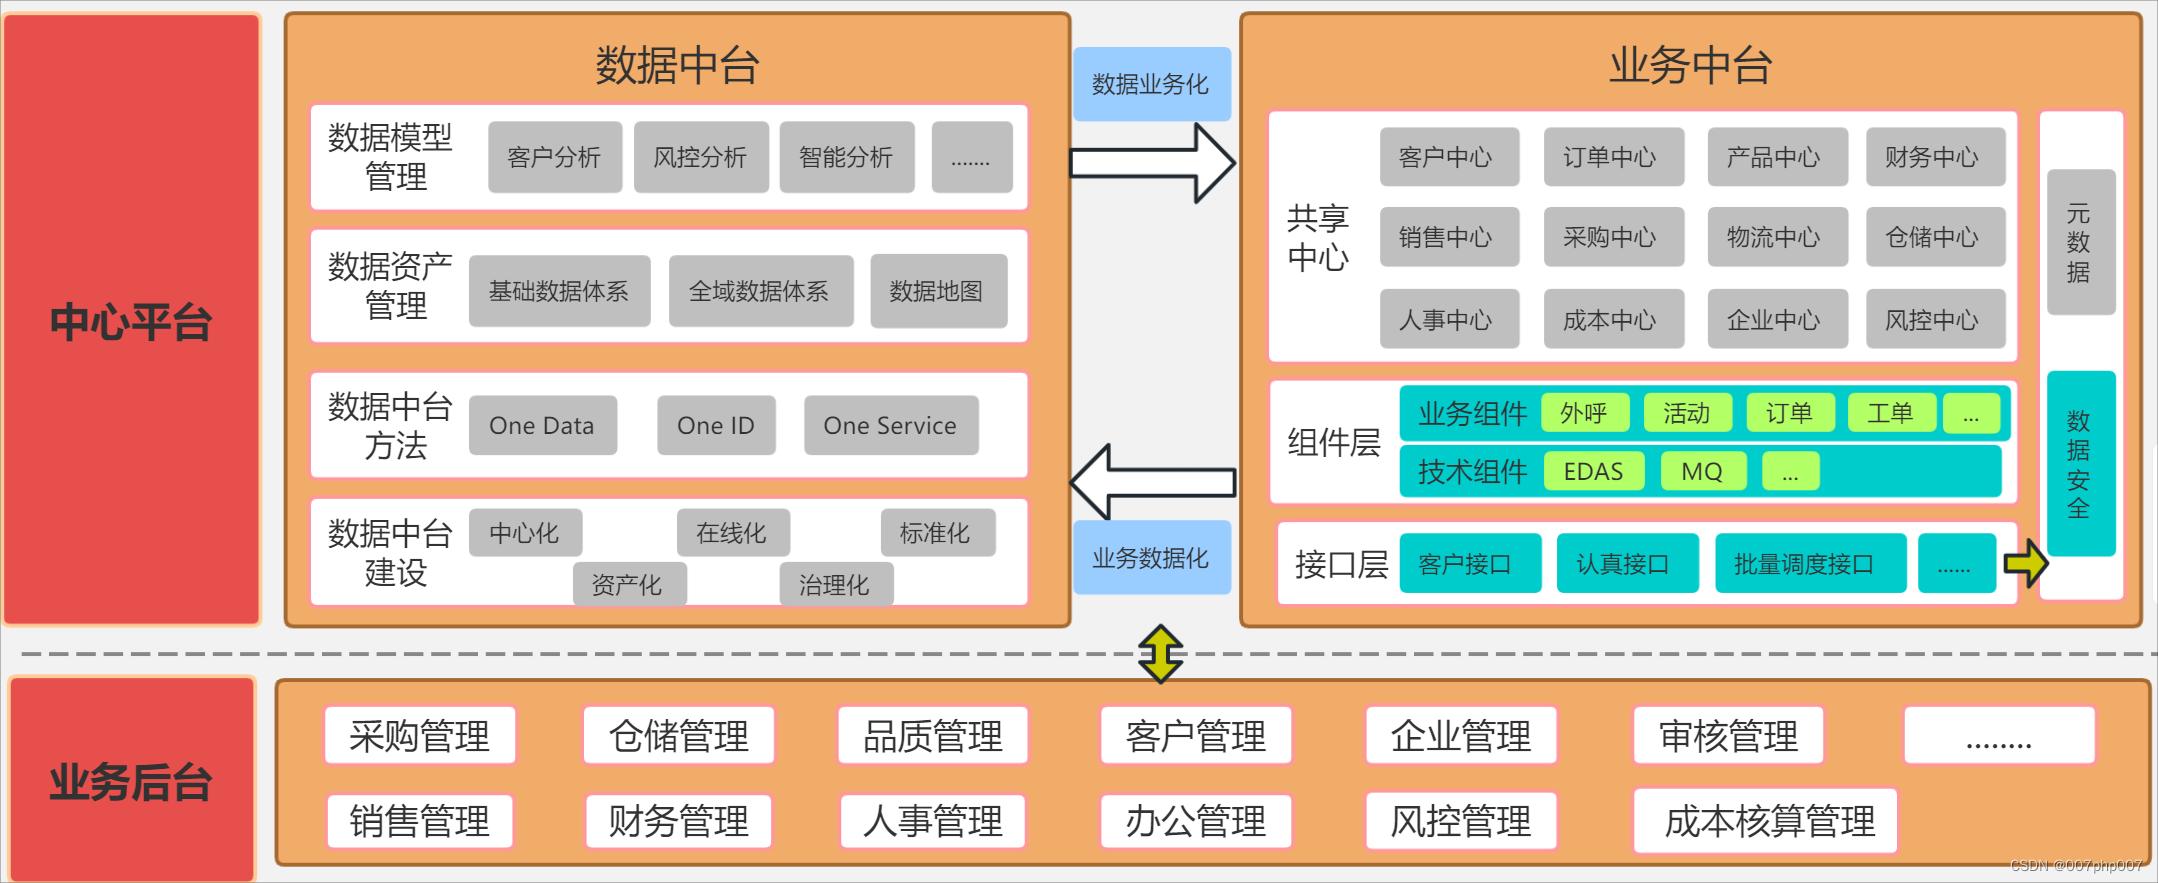 中心平台
数据中台
数据模型
管理
客户分析
风控分析
智能分析
.......
数据资产
管理
基础数据体系
全域数据体系
数据地图
数据中台
方法
One Data
One ID
One Service
数据中台
建设
中心化
在线化
标准化
资产化
治理化
数据业务化
业务数据化
业务中台
共享
中心
客户中心
订单中心
产品中心
财务中心
销售中心
采购中心
物流中心
仓储中心
人事中心
成本中心
企业中心
风控中心
组件层
业务组件
外呼
活动
订单
工单
...
技术组件
EDAS
MQ
...
接口层
客户接口
认真接口
批量调度接口
......
元
数
据
数
据
安
全
业务后台
采购管理
仓储管理
品质管理
客户管理
企业管理
审核管理
........
销售管理
财务管理
人事管理
办公管理
风控管理
成本核算管理
CSDN @007php007